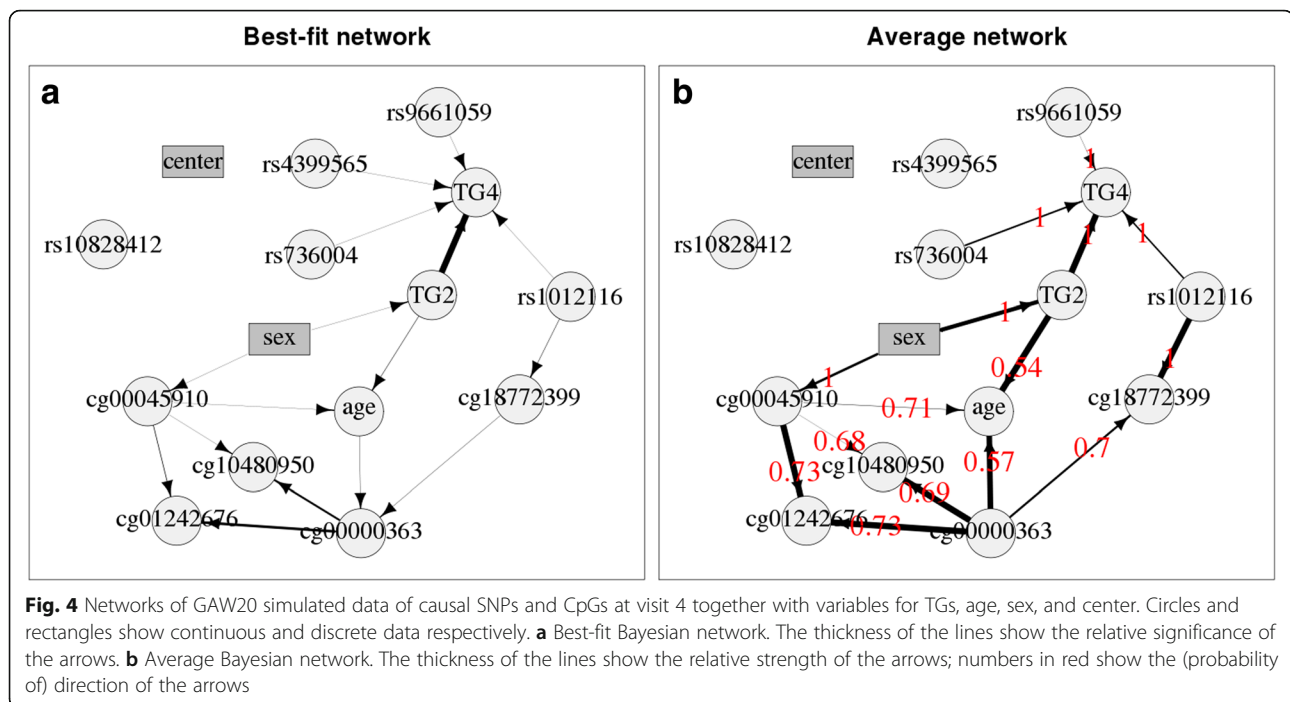 Best-fit network
Average network
a
rs9661059
center
rs4399565
TG4
rs10828412
rs736004
TG2
rs1012116
sex
cg00045910
age
cg18772399
cg10480950
cg01242676
cg00000363
b
rs9661059
center
rs4399565
1
TG4
rs10828412
rs736004
1
1
1
TG2
rs1012116
sex
1
1
0.54
1
cg00045910
0.71
age
cg18772399
0.68
0.7
cg10480950
0.73
0.57
0.69
cg01242676
0.73
cg00000363
Fig. 4 Networks of GAW20 simulated data of causal SNPs and CpGs at visit 4 together with variables for TGs, age, sex, and center. Circles and
rectangles show continuous and discrete data respectively. a Best-fit Bayesian network. The thickness of the lines show the relative significance of
the arrows. b Average Bayesian network. The thickness of the lines show the relative strength of the arrows; numbers in red show the (probability
of) direction of the arrows